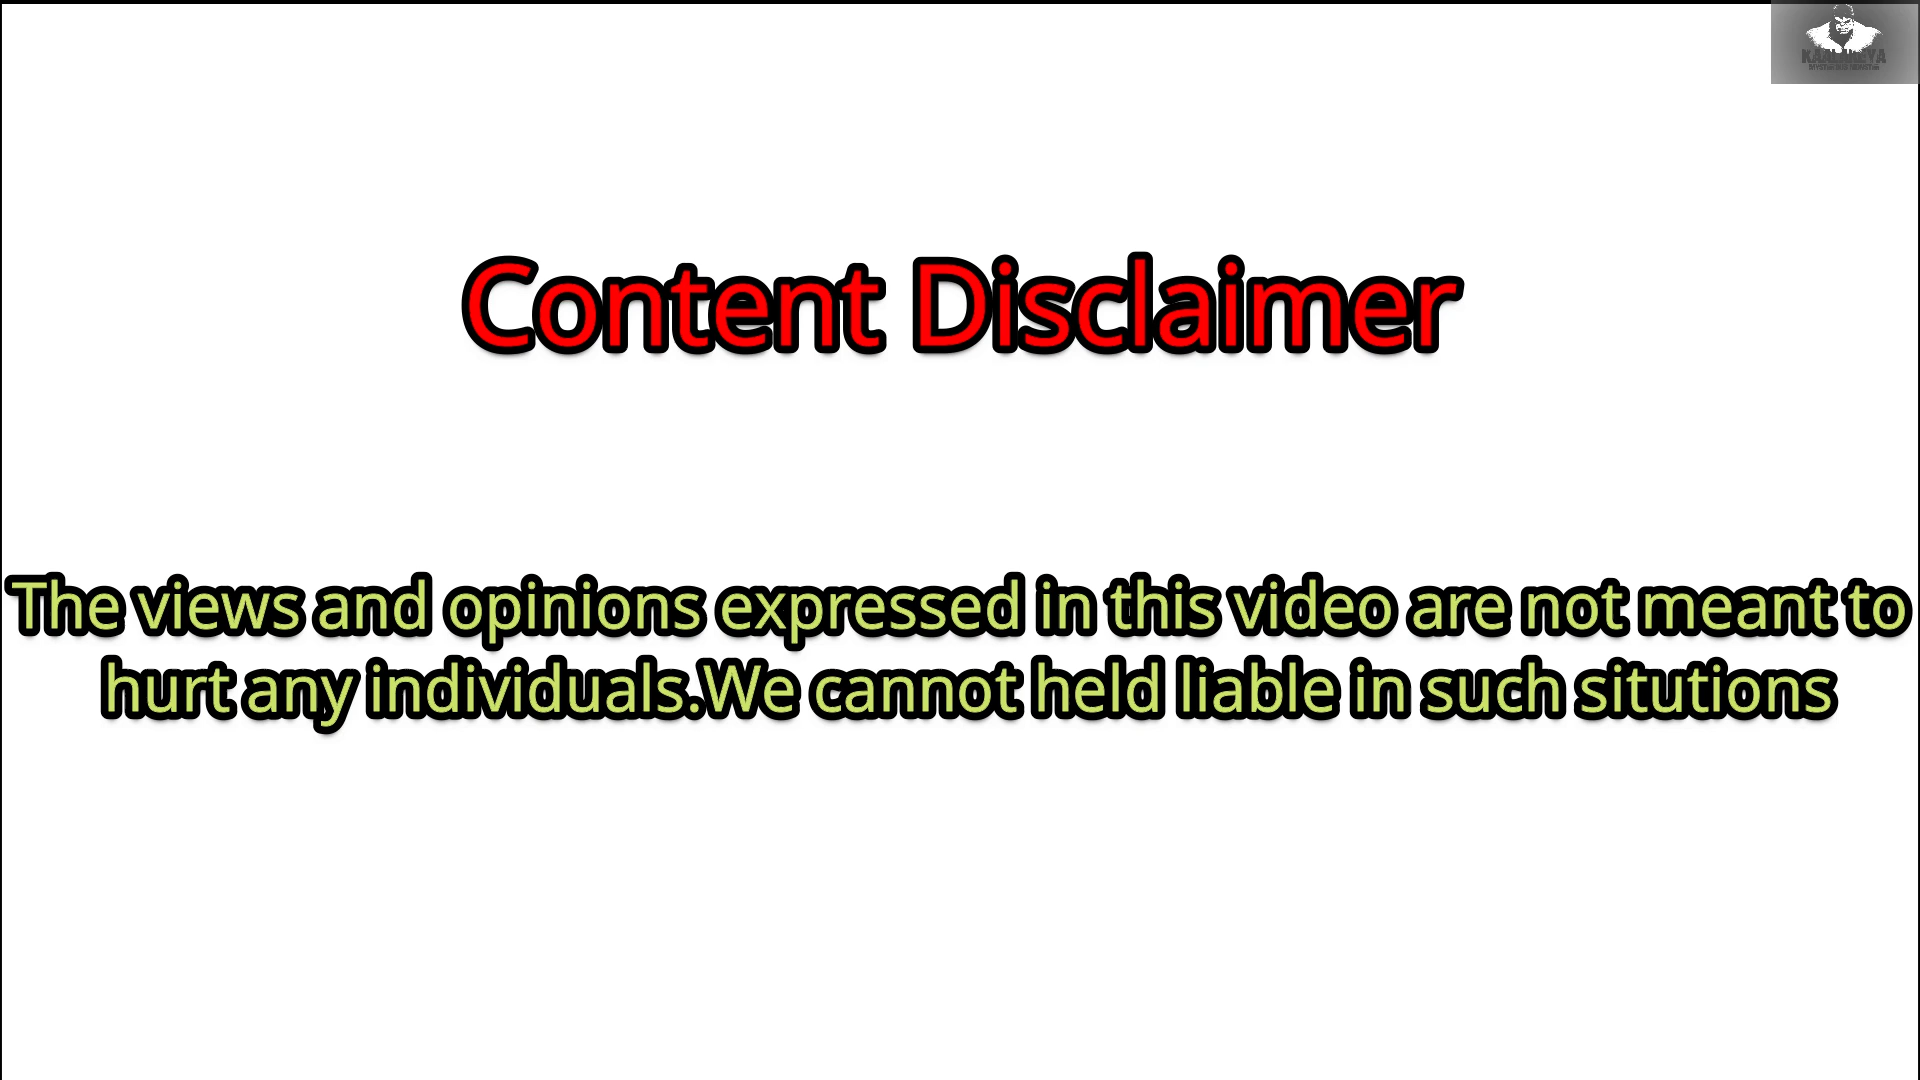 KAALAKEYA
Content Disclaimer
The views and opinions expressed in this video are not meant to
hurt any individuals.We cannot held liable in such situtions